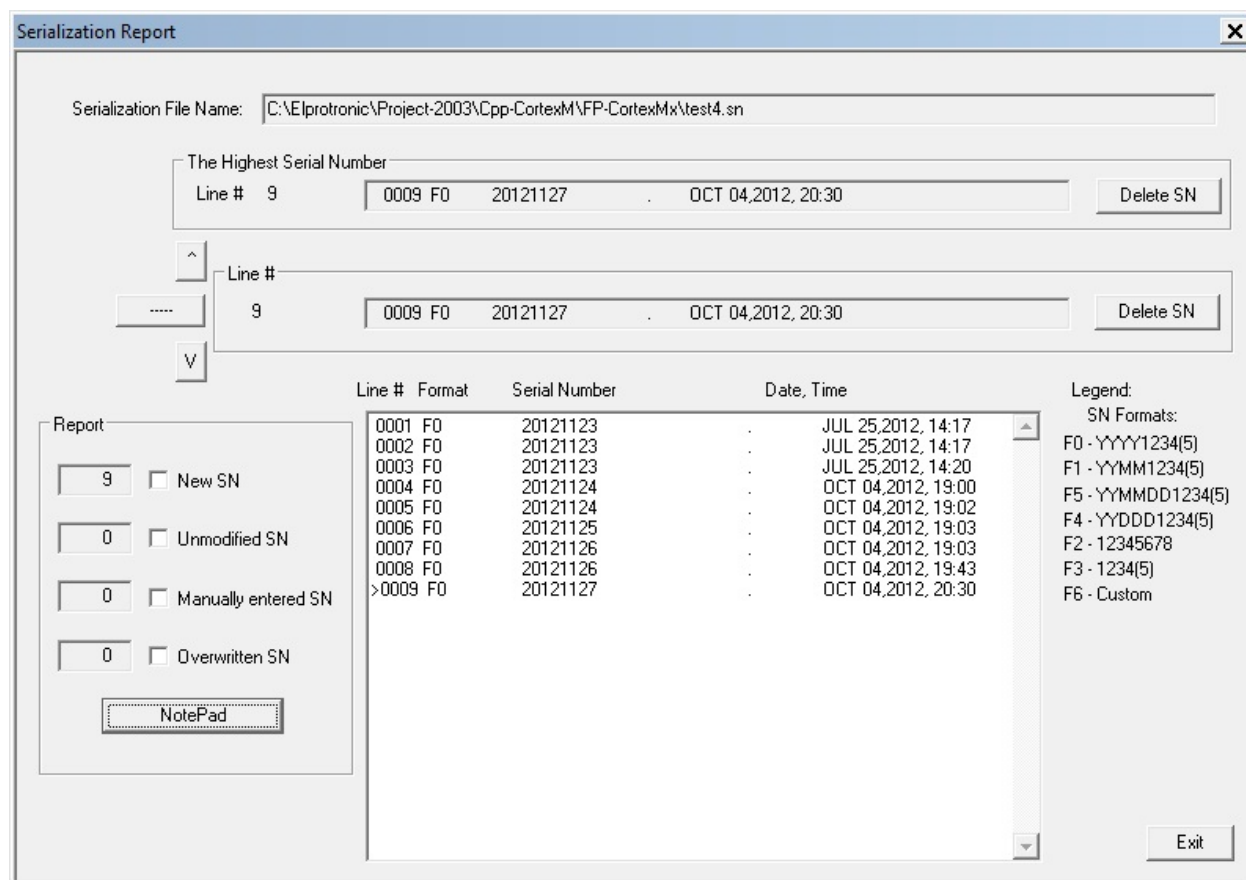 Serialization Report
Serialization File Name: C:\Elprotronic\Project-2003\Cpp-CortexM\FP-CortexMx\test4.sn
The Highest Serial Number
Line # 9 0009 F0 20121127 . OCT 04,2012, 20:30 Delete SN
^
Line #
----- 9 0009 F0 20121127 . OCT 04,2012, 20:30 Delete SN
V
Line # Format Serial Number Date, Time
0001 F0 20121123 . JUL 25,2012, 14:17
0002 F0 20121123 . JUL 25,2012, 14:17
0003 F0 20121123 . JUL 25,2012, 14:20
0004 F0 20121124 . OCT 04,2012, 19:00
0005 F0 20121124 . OCT 04,2012, 19:02
0006 F0 20121125 . OCT 04,2012, 19:03
0007 F0 20121126 . OCT 04,2012, 19:03
0008 F0 20121126 . OCT 04,2012, 19:43
>0009 F0 20121127 . OCT 04,2012, 20:30
Report
9 New SN
0 Unmodified SN
0 Manually entered SN
0 Overwritten SN
NotePad
Legend:
SN Formats:
F0 - YYYY1234(5)
F1 - YYMM1234(5)
F5 - YYMMDD1234(5)
F4 - YYDDD1234(5)
F2 - 12345678
F3 - 1234(5)
F6 - Custom
Exit